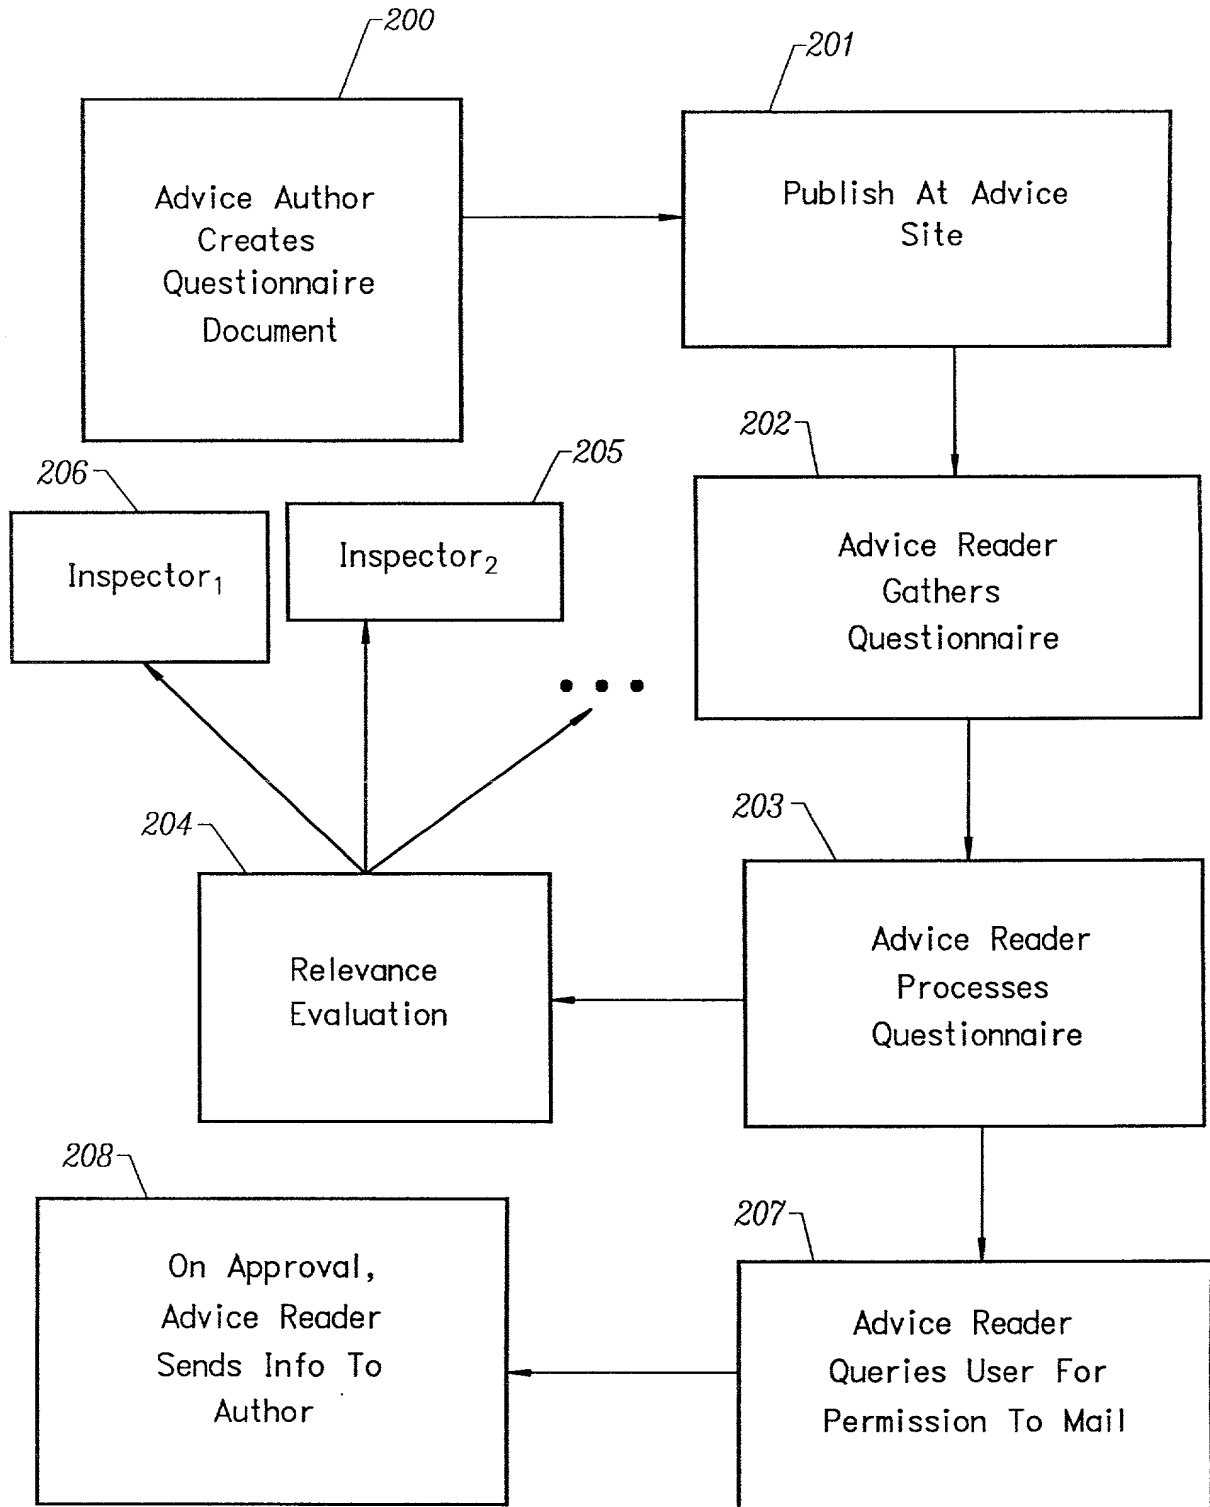 200
Advice Author
Creates
Questionnaire
Document
201
Publish At Advice
Site
202
Advice Reader
Gathers
Questionnaire
206
Inspector₁
205
Inspector₂
• • •
203
Advice Reader
Processes
Questionnaire
204
Relevance
Evaluation
207
Advice Reader
Queries User For
Permission To Mail
208
On Approval,
Advice Reader
Sends Info To
Author